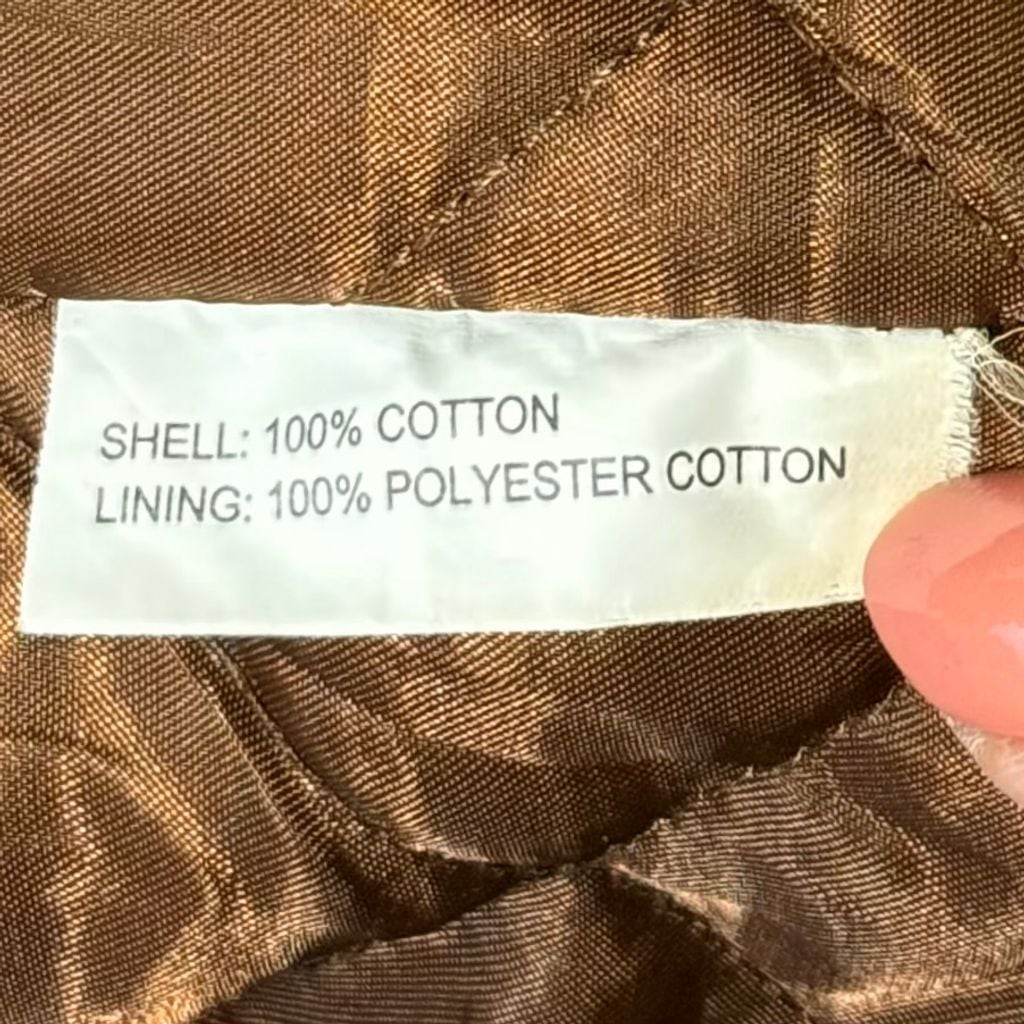 SHELL: 100% COTTON
LINING: 100% POLYESTER COTTON